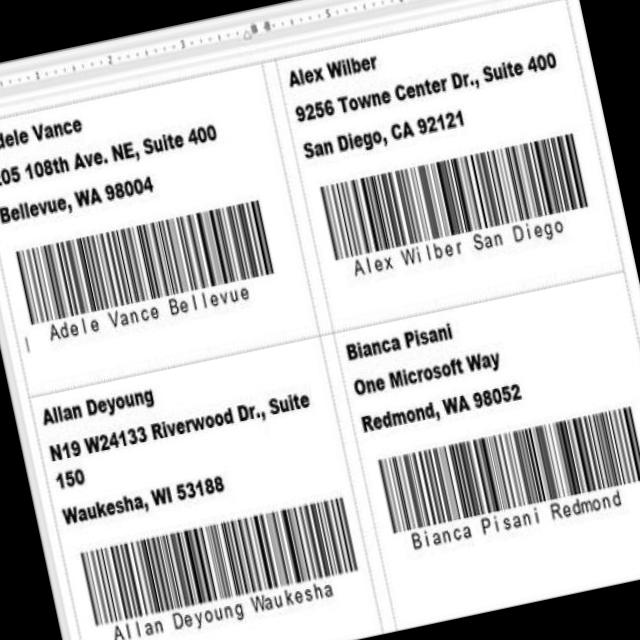 dele Vance
05 108th Ave. NE, Suite 400
Bellevue, WA 98004
Adele Vance Bellevue
Alex Wilber
9256 Towne Center Dr., Suite 400
San Diego, CA 92121
Alex Wilber San Diego
Allan Deyoung
N19 W24133 Riverwood Dr., Suite
150
Waukesha, WI 53188
Allan Deyoung Waukesha
Bianca Pisani
One Microsoft Way
Redmond, WA 98052
Bianca Pisani Redmond